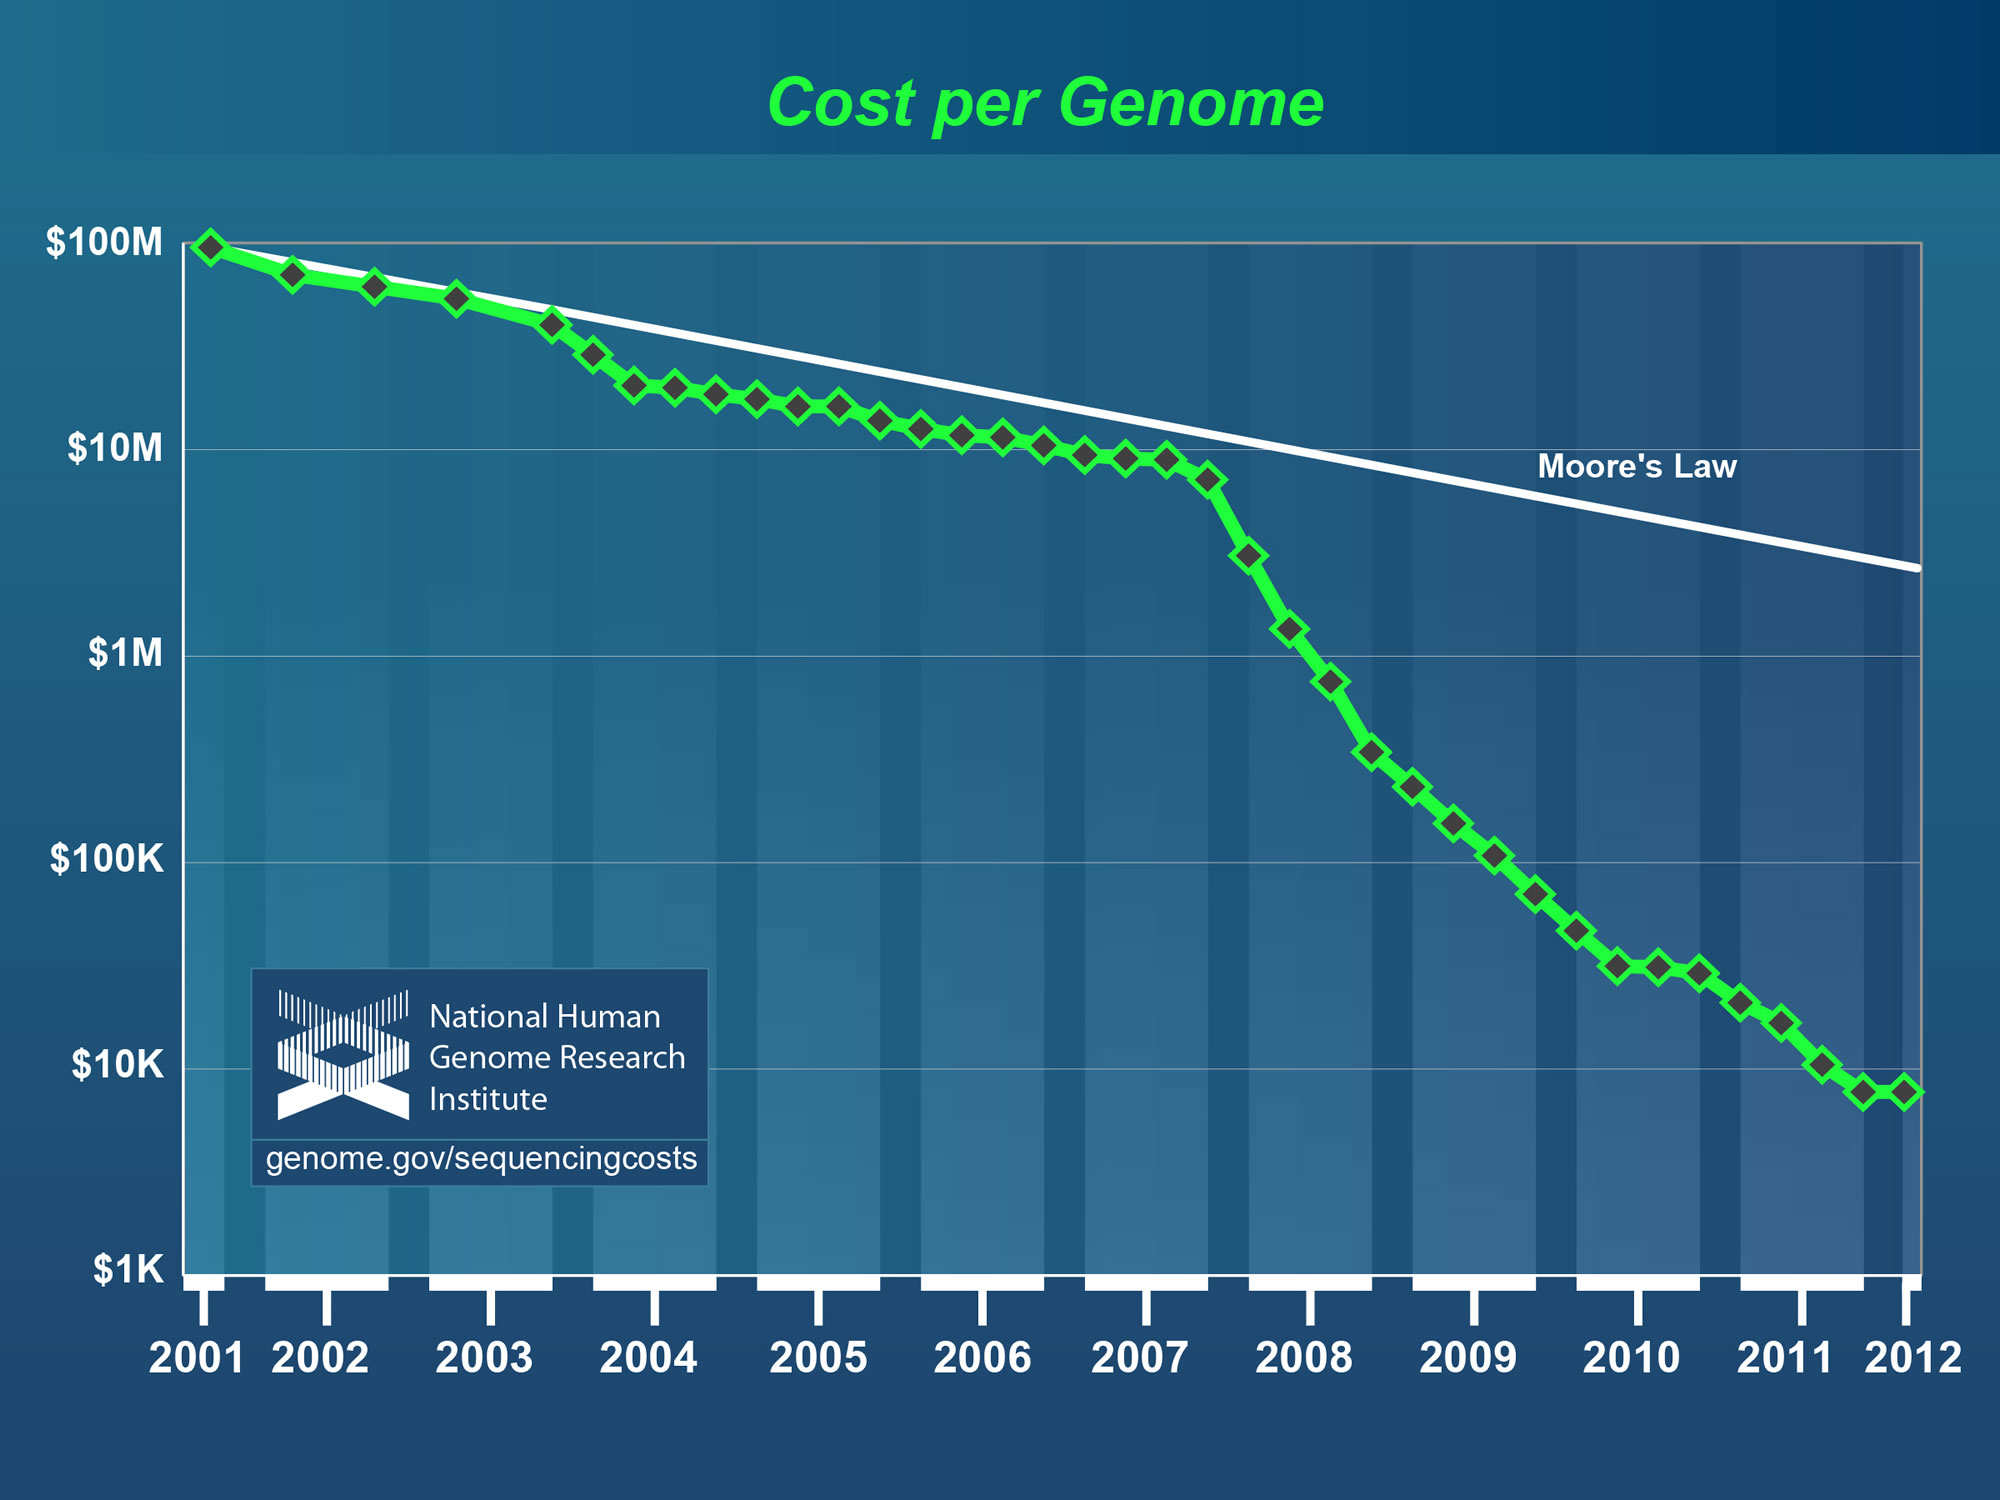 Cost per Genome
$100M
$10M
$1M
$100K
$10K
$1K
Moore's Law
National Human
Genome Research
Institute
genome.gov/sequencingcosts
2001 2002 2003 2004 2005 2006 2007 2008 2009 2010 2011 2012